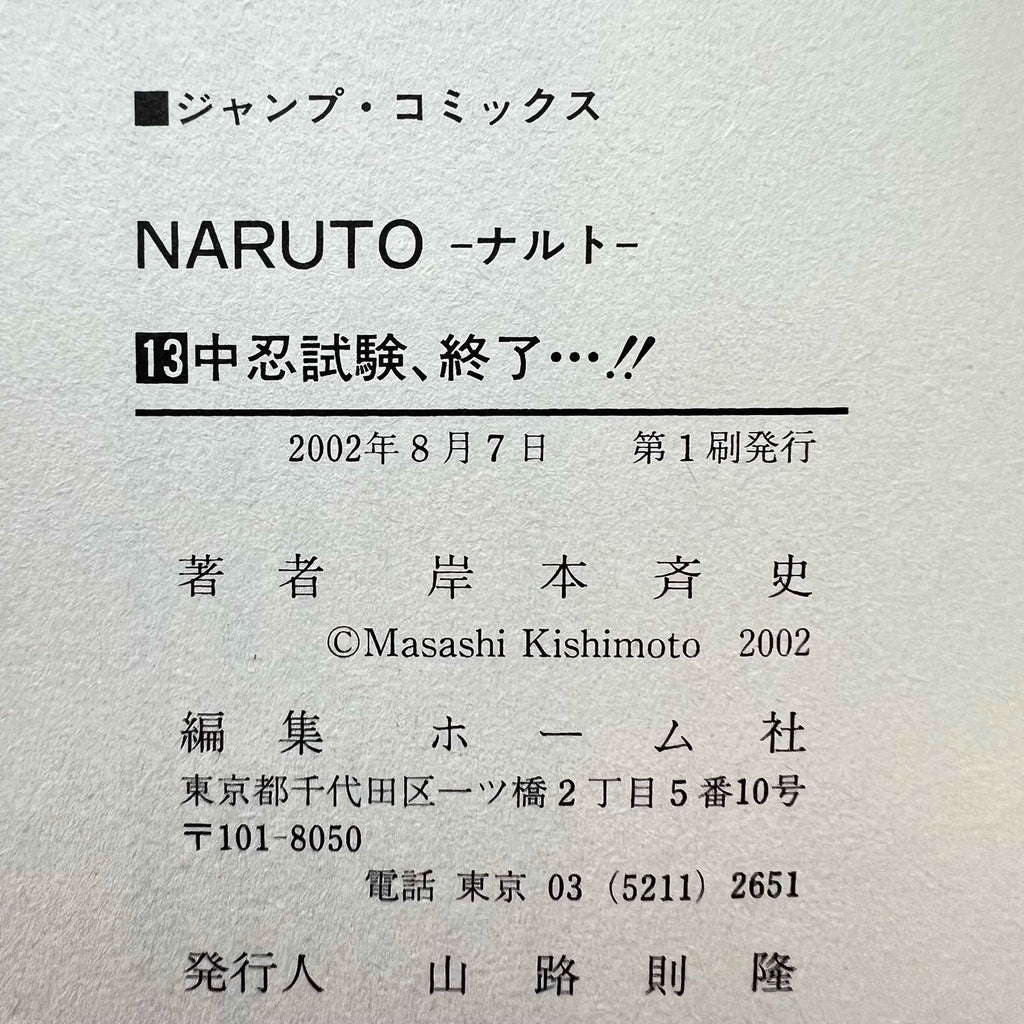 ■ジャンプ・コミックス
NARUTO -ナルト-
13中忍試験、終了…!!
2002年8月7日 第1刷発行
著者 岸本斉史
©Masashi Kishimoto 2002
編集 ホーム社
東京都千代田区一ツ橋2丁目5番10号
〒101-8050
電話 東京 03 (5211) 2651
発行人 山路則隆